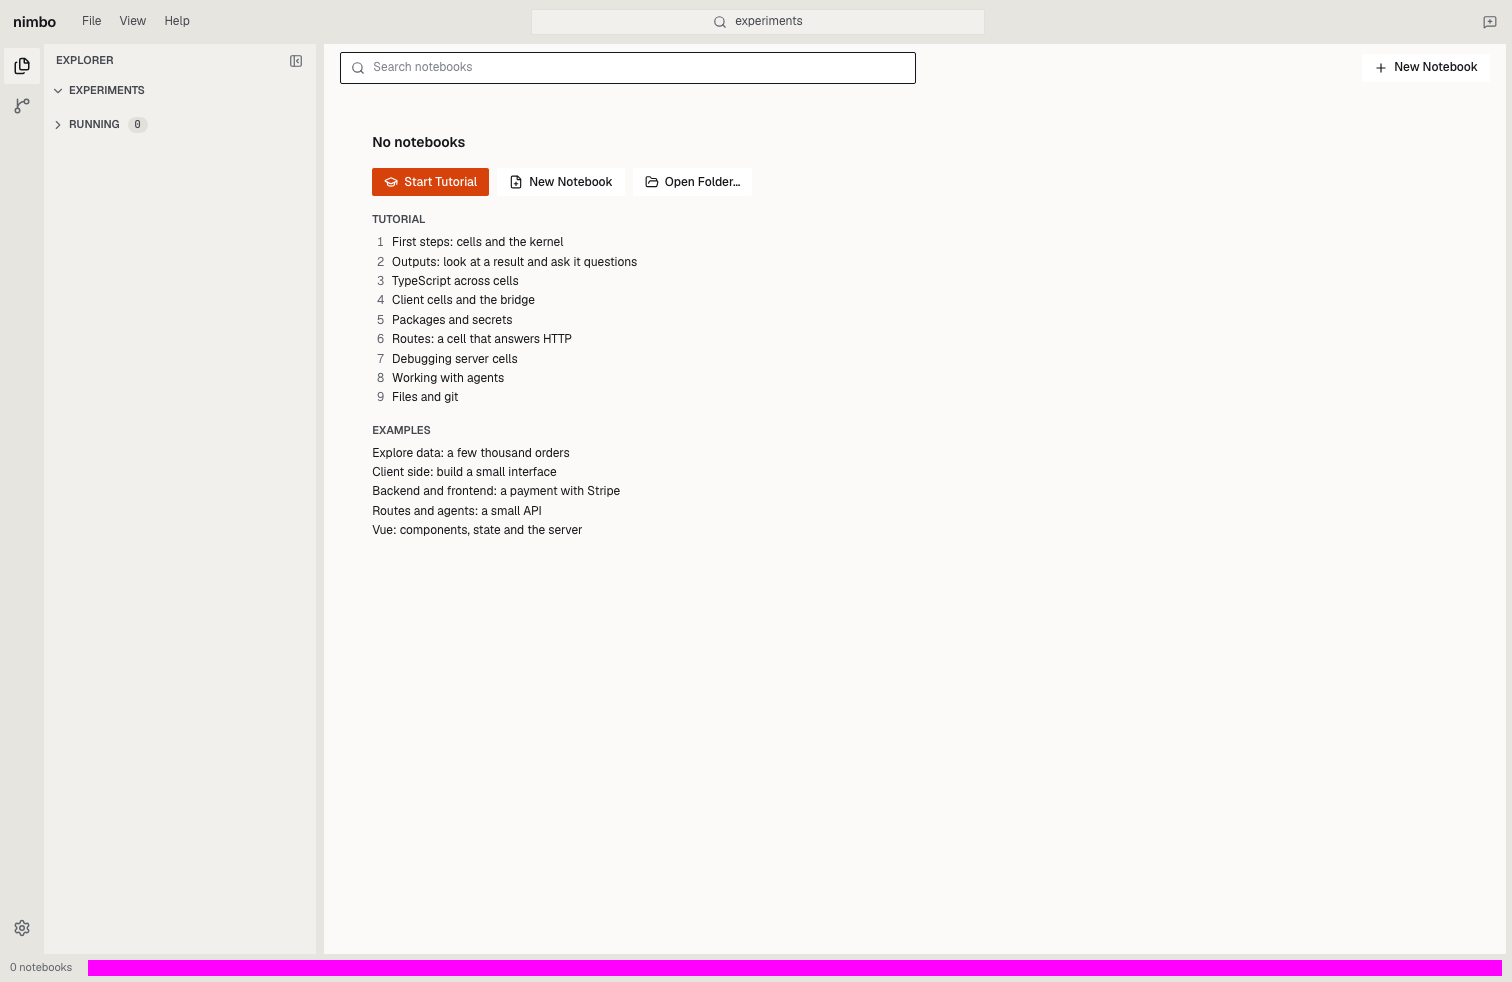 nimbo
File
View
Help
experiments
EXPLORER
EXPERIMENTS
RUNNING 0
Search notebooks
New Notebook
No notebooks
Start Tutorial
New Notebook
Open Folder...
TUTORIAL
1 First steps: cells and the kernel
2 Outputs: look at a result and ask it questions
3 TypeScript across cells
4 Client cells and the bridge
5 Packages and secrets
6 Routes: a cell that answers HTTP
7 Debugging server cells
8 Working with agents
9 Files and git
EXAMPLES
Explore data: a few thousand orders
Client side: build a small interface
Backend and frontend: a payment with Stripe
Routes and agents: a small API
Vue: components, state and the server
0 notebooks